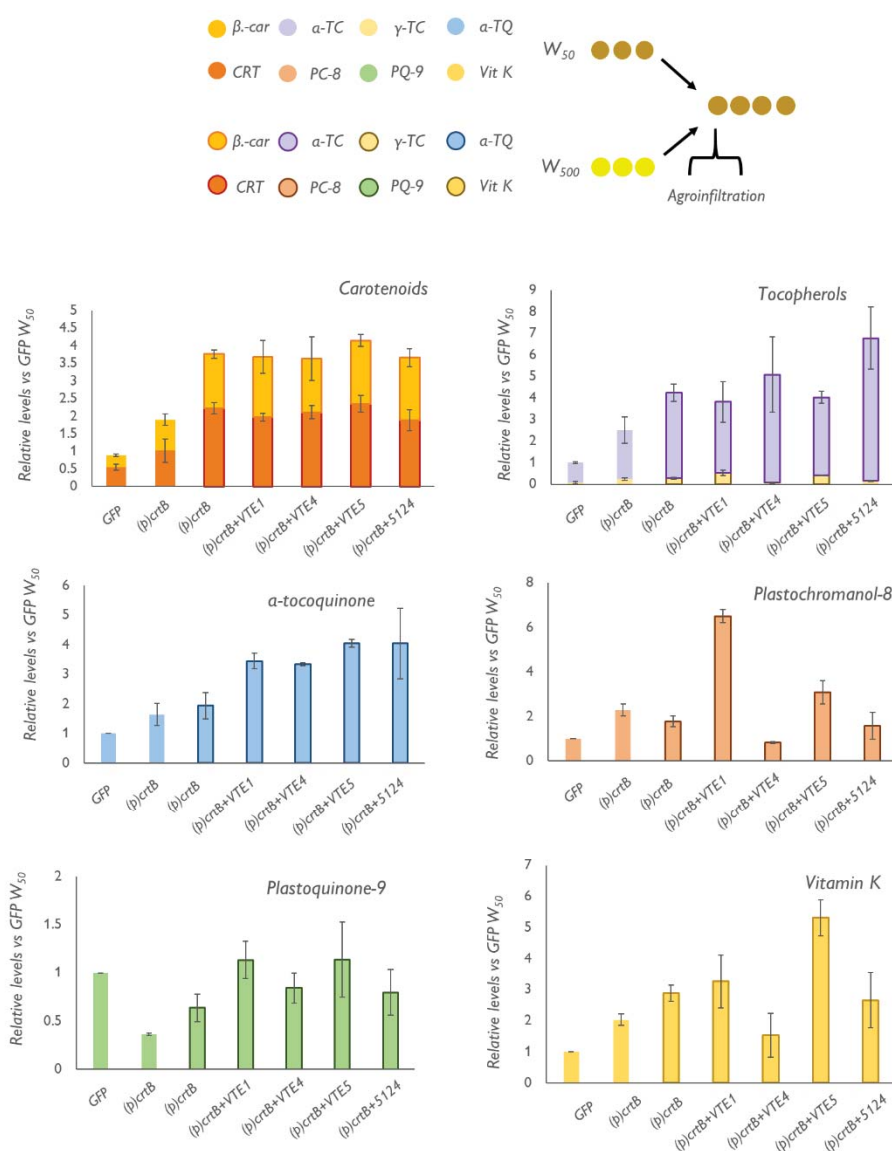 β.-car α-TC γ-TC α-TQ
CRT PC-8 PQ-9 Vit K
β.-car α-TC γ-TC α-TQ
CRT PC-8 PQ-9 Vit K
W50
W500
Agroinfiltration
Carotenoids
Relative levels vs GFP W50
5
4.5
4
3.5
3
2.5
2
1.5
1
0.5
0
GFP (p)crtB (p)crtB (p)crtB+VTE1 (p)crtB+VTE4 (p)crtB+VTE5 (p)crtB+5124
Tocopherols
Relative levels vs GFP W50
9
8
7
6
5
4
3
2
1
0
GFP (p)crtB (p)crtB (p)crtB+VTE1 (p)crtB+VTE4 (p)crtB+VTE5 (p)crtB+5124
α-tocoquinone
Relative levels vs GFP W50
6
5
4
3
2
1
0
GFP (p)crtB (p)crtB (p)crtB+VTE1 (p)crtB+VTE4 (p)crtB+VTE5 (p)crtB+5124
Plastochromanol-8
Relative levels vs GFP W50
8
6
4
2
0
GFP (p)crtB (p)crtB (p)crtB+VTE1 (p)crtB+VTE4 (p)crtB+VTE5 (p)crtB+5124
Plastoquinone-9
Relative levels vs GFP W50
2
1.5
1
0.5
0
GFP (p)crtB (p)crtB (p)crtB+VTE1 (p)crtB+VTE4 (p)crtB+VTE5 (p)crtB+5124
Vitamin K
Relative levels vs GFP W50
7
6
5
4
3
2
1
0
GFP (p)crtB (p)crtB (p)crtB+VTE1 (p)crtB+VTE4 (p)crtB+VTE5 (p)crtB+5124